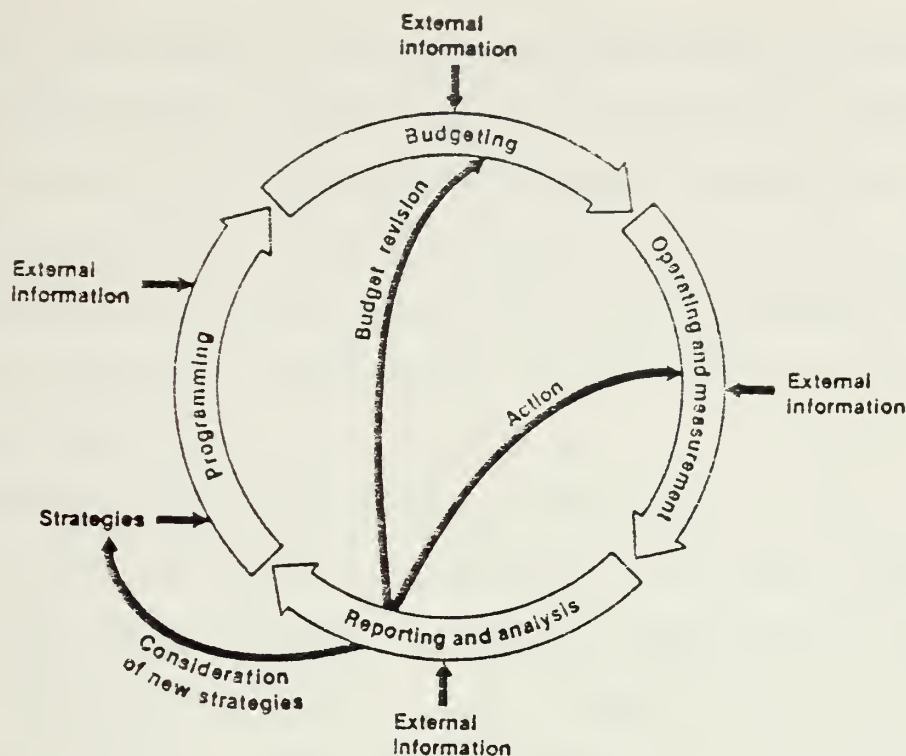 External
information
Budgeting
Budget revision
Operating and measurement
External
information
Programming
Action
External
information
Strategies
Reporting and analysis
Consideration
of new strategies
External
Information